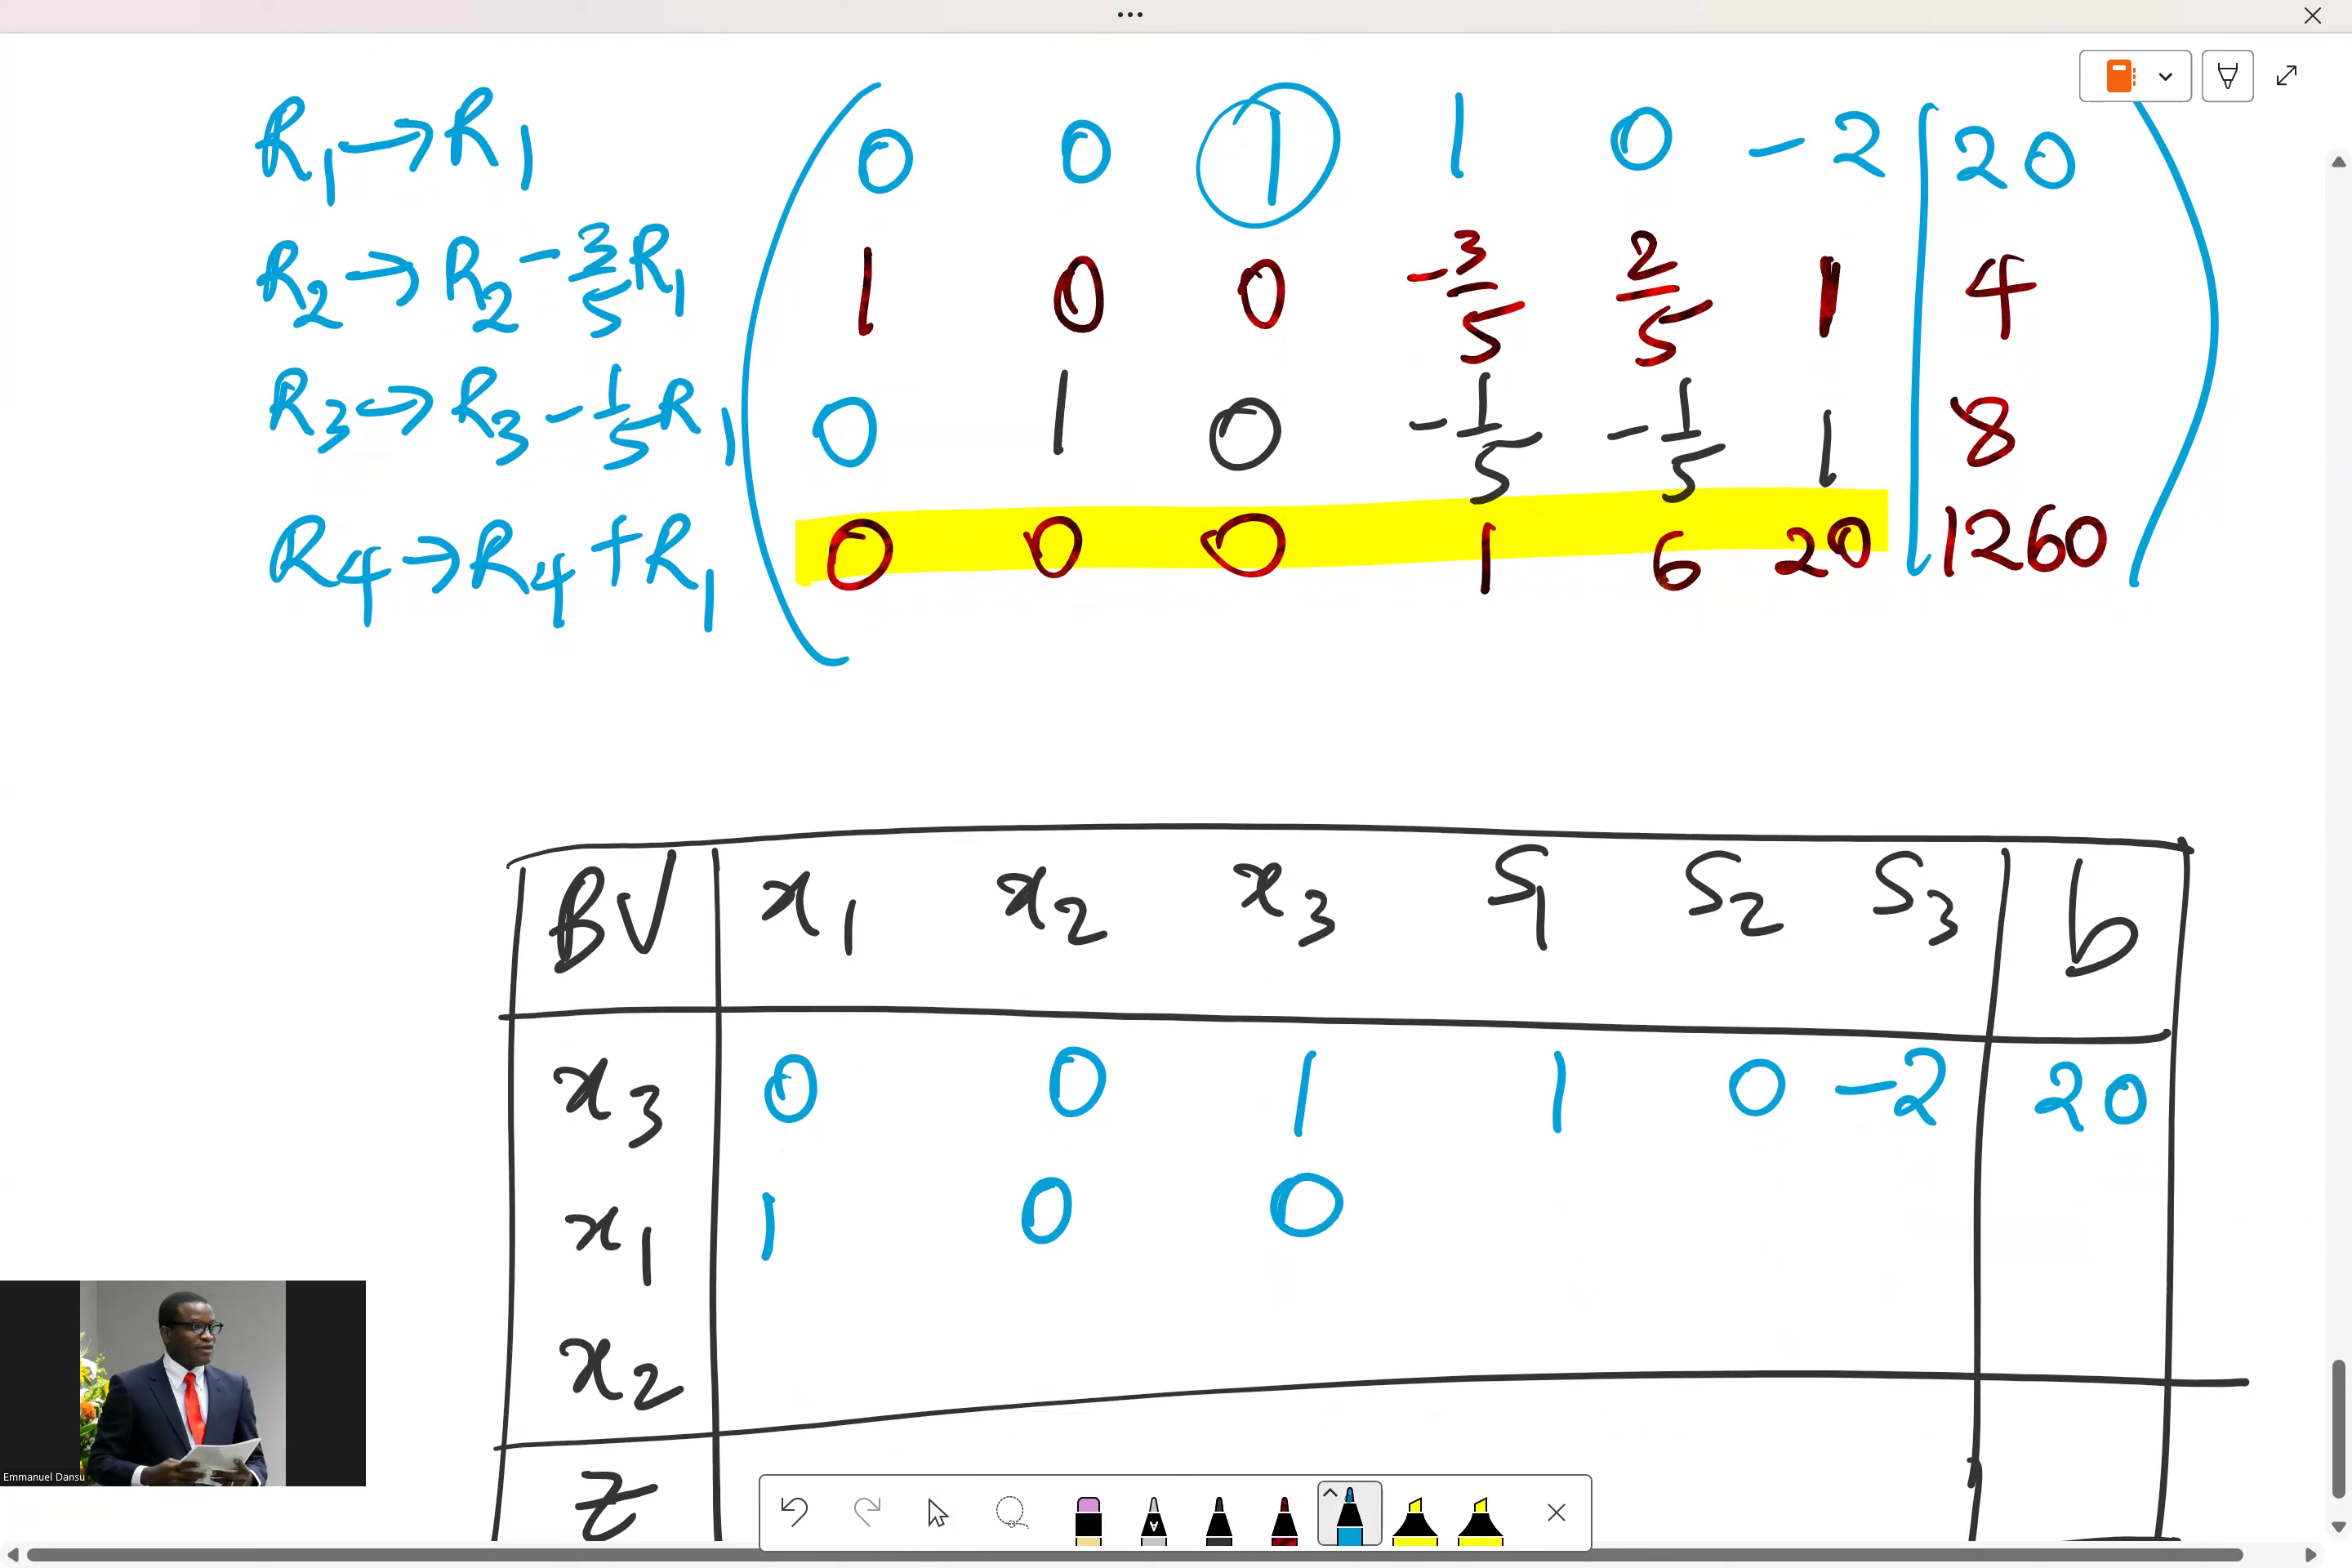 R₁ → R₁ 0 0 1 1 0 -2 | 20
R₂ → R₂ - 3/5 R₁ 1 0 0 -3/5 2/5 1 | 4
R₃ → R₃ - 1/5 R₁ 0 1 0 -1/5 -1/5 1 | 8
R₄ → R₄ + R₁ 0 0 0 1 6 20 | 1260
BV x₁ x₂ x₃ S₁ S₂ S₃ b
x₃ 0 0 1 1 0 -2 20
x₁ 1 0 0
x₂
Z
Emmanuel Dansu